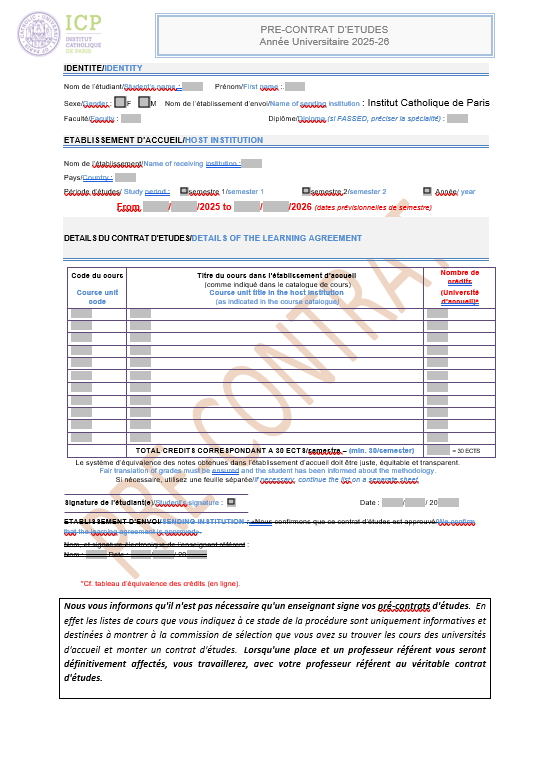 ICP
INSTITUT
CATHOLIQUE
DE PARIS
PRE-CONTRAT D'ETUDES
Année Universitaire 2025-26
IDENTITE/IDENTITY
Nom de l'étudiant/Student's name : Prénom/First name :
Sexe/Gender : F M Nom de l'établissement d'envoi/Name of sending institution : Institut Catholique de Paris
Faculté/Faculty : Diplôme/Diploma (si FASSED, préciser la spécialité) :
ETABLISSEMENT D'ACCUEIL/HOST INSTITUTION
Nom de l'établissement/Name of receiving institution :
Pays/Country :
Période d'études/ Study period : semestre 1/semester 1 semestre 2/semester 2 Année/ year
From / /2025 to / /2026 (dates prévisionnelles de semestre)
DETAILS DU CONTRAT D'ETUDES/DETAILS OF THE LEARNING AGREEMENT
Code du cours
Course unit code
Titre du cours dans l'établissement d'accueil
(comme indiqué dans le catalogue de cours)
Course unit title in the host institution
(as indicated in the course catalogue)
Nombre de
crédits
(Université
d'accueil)*
TOTAL CREDITS CORRESPONDANT A 30 ECTS/semestre – (min. 30/semester) = 30 ECTS
Le système d'équivalence des notes obtenues dans l'établissement d'accueil doit être juste, équitable et transparent.
Fair translation of grades must be ensured and the student has been informed about the methodology.
Si nécessaire, utilisez une feuille séparée/If necessary, continue the list on a separate sheet.
PRECONTRAT
Signature de l'étudiant(e)/Student's signature : Date : / / 20
ETABLISSEMENT D'ENVOI/SENDING INSTITUTION : «Nous confirmons que ce contrat d'études est approuvé/We confirm
that the learning agreement is approved»
Nom, et signature électronique de l'enseignant référent :
Nom : Date : / / 20
*Cf. tableau d'équivalence des crédits (en ligne).
Nous vous informons qu'il n'est pas nécessaire qu'un enseignant signe vos pré-contrats d'études. En
effet les listes de cours que vous indiquez à ce stade de la procédure sont uniquement informatives et
destinées à montrer à la commission de sélection que vous avez su trouver les cours des universités
d'accueil et monter un contrat d'études. Lorsqu'une place et un professeur référent vous seront
définitivement affectés, vous travaillerez, avec votre professeur référent au véritable contrat
d'études.